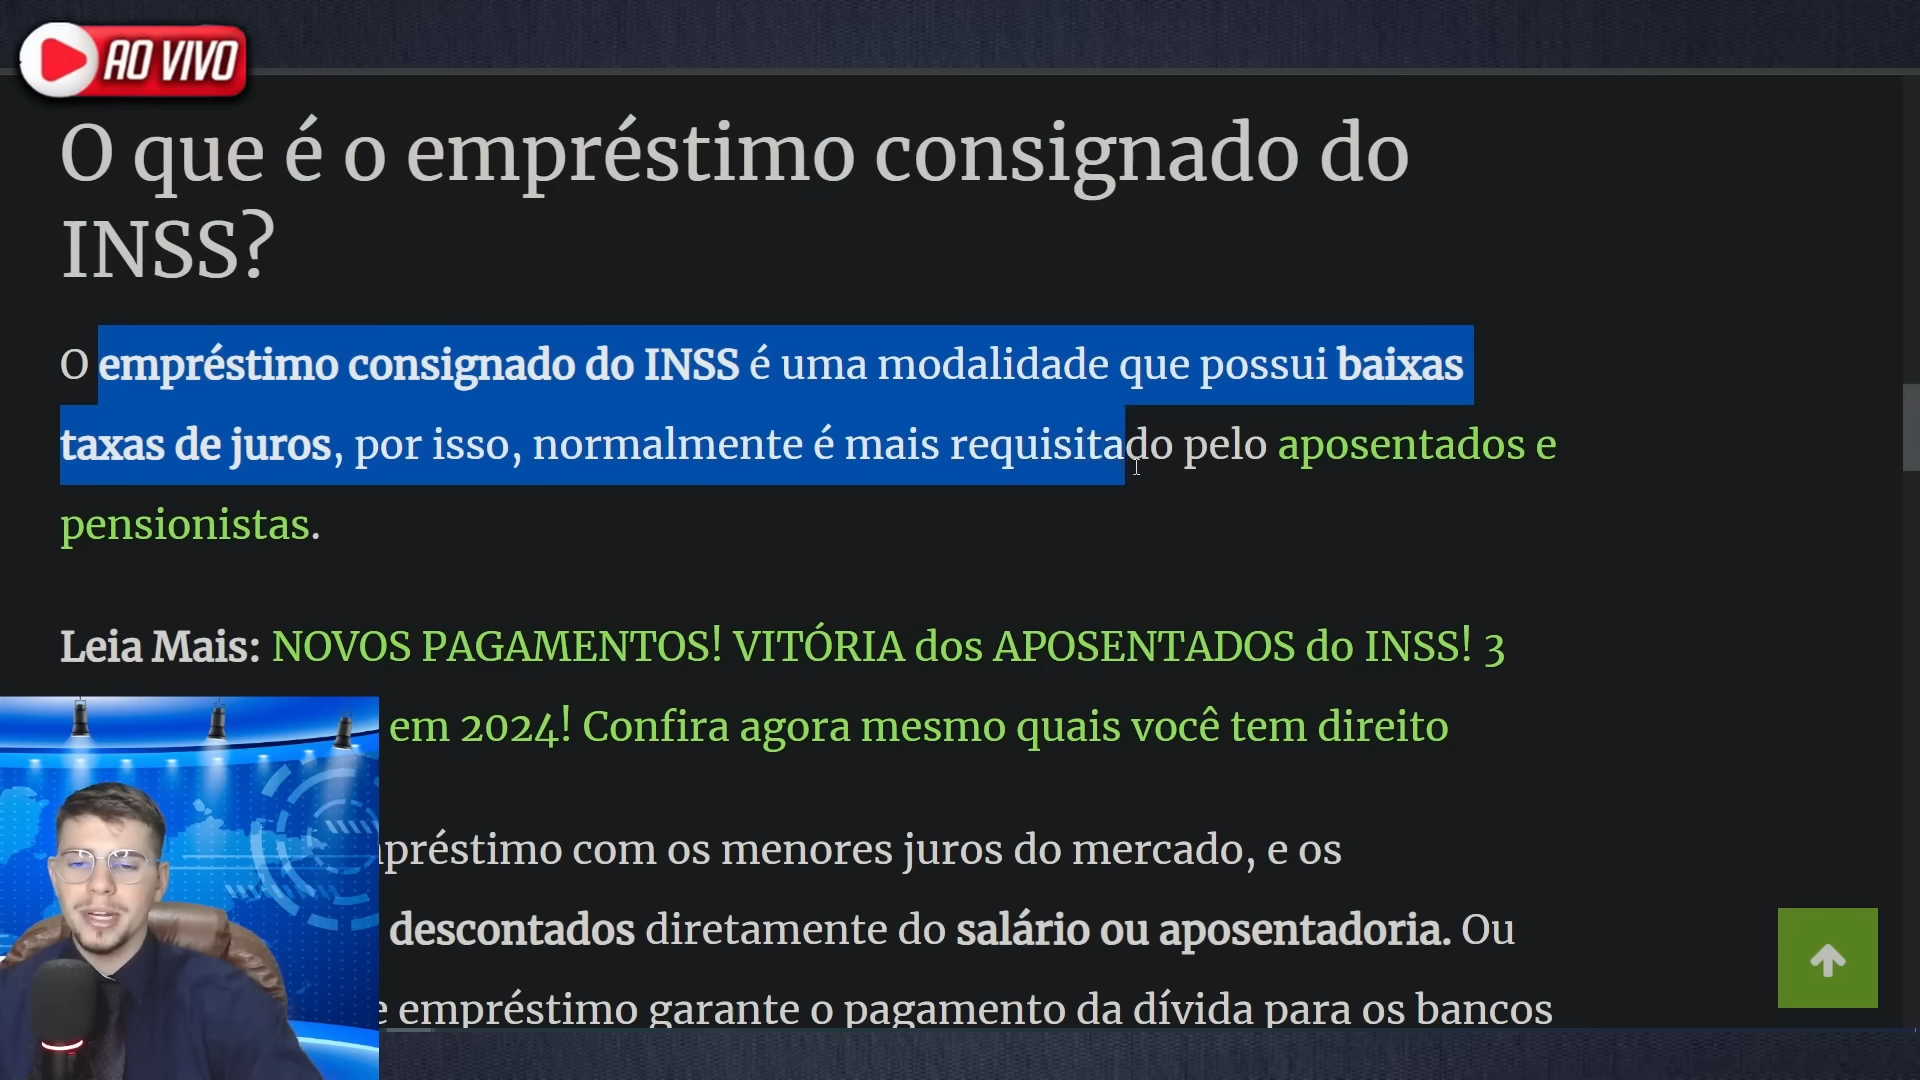 AO VIVO
O que é o empréstimo consignado do
INSS?
O empréstimo consignado do INSS é uma modalidade que possui baixas
taxas de juros, por isso, normalmente é mais requisitado pelo aposentados e
pensionistas.
Leia Mais: NOVOS PAGAMENTOS! VITÓRIA dos APOSENTADOS do INSS! 3
em 2024! Confira agora mesmo quais você tem direito
com os menores juros do mercado, e os
descontados diretamente do salário ou aposentadoria. Ou
empréstimo garante o pagamento da dívida para os bancos